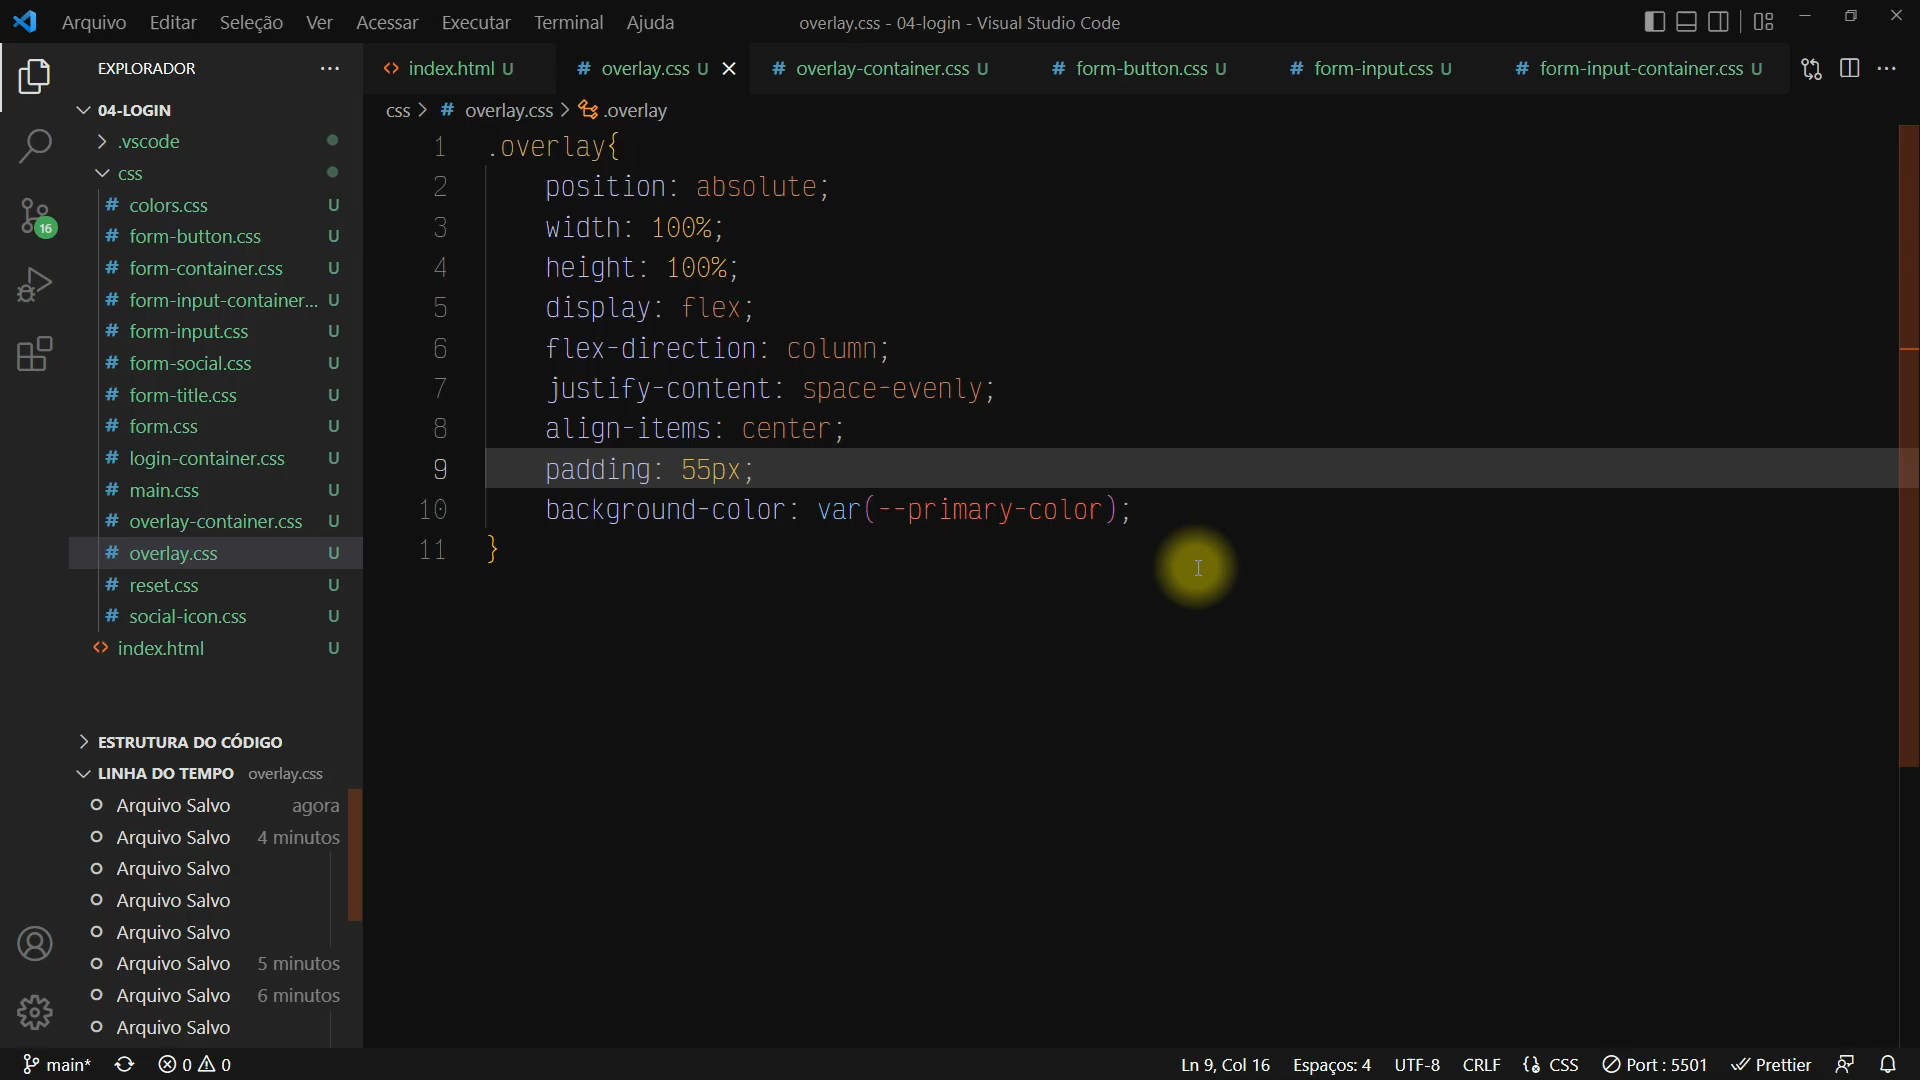 Arquivo Editar Seleção Ver Acessar Executar Terminal Ajuda overlay.css - 04-login - Visual Studio Code
EXPLORADOR
index.html U overlay.css U overlay-container.css U form-button.css U form-input.css U form-input-container.css U
css > # overlay.css > .overlay
04-LOGIN
.vscode
css
# colors.css U
# form-button.css U
# form-container.css U
# form-input-container... U
# form-input.css U
# form-social.css U
# form-title.css U
# form.css U
# login-container.css U
# main.css U
# overlay-container.css U
# overlay.css U
# reset.css U
# social-icon.css U
<> index.html U
ESTRUTURA DO CÓDIGO
LINHA DO TEMPO overlay.css
Arquivo Salvo agora
Arquivo Salvo 4 minutos
Arquivo Salvo
Arquivo Salvo
Arquivo Salvo
Arquivo Salvo 5 minutos
Arquivo Salvo 6 minutos
Arquivo Salvo
16
1 .overlay{
2 position: absolute;
3 width: 100%;
4 height: 100%;
5 display: flex;
6 flex-direction: column;
7 justify-content: space-evenly;
8 align-items: center;
9 padding: 55px;
10 background-color: var(--primary-color);
11 }
main* 0 0 Ln 9, Col 16 Espaços: 4 UTF-8 CRLF CSS Port : 5501 Prettier